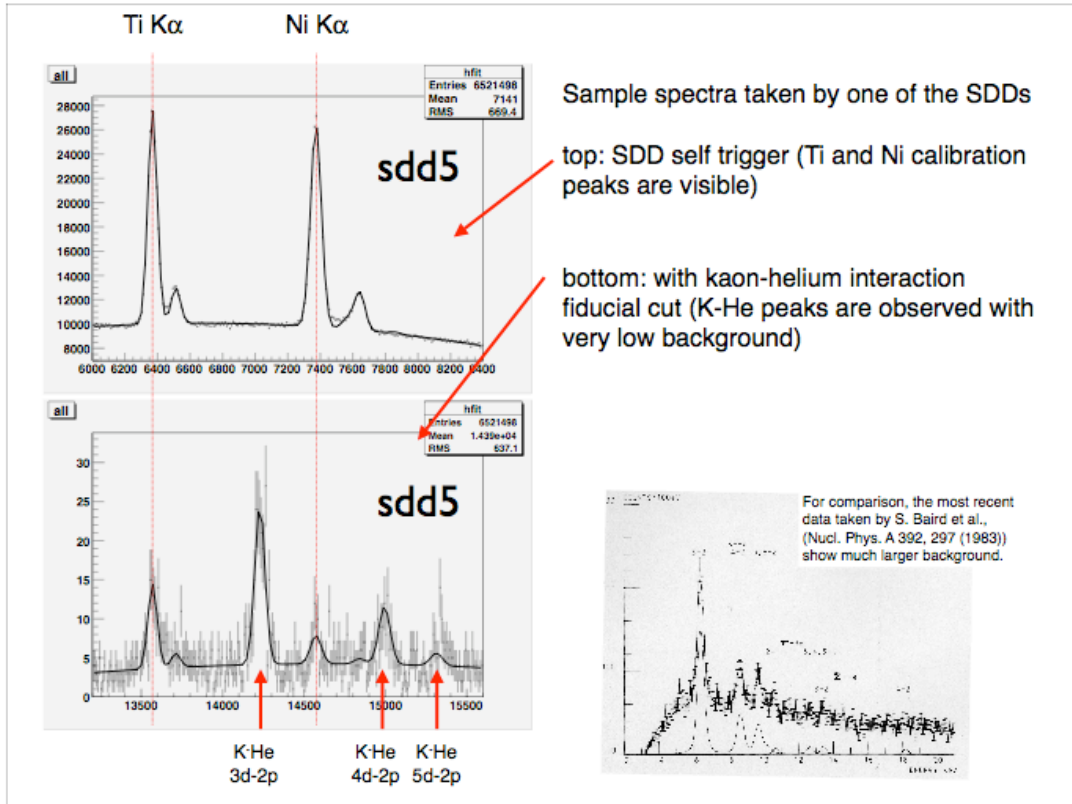 Ti Kα
Ni Kα
all
hfit
Entries 6521498
Mean 7141
RMS 669.4
28000
26000
24000
22000
20000
18000
16000
14000
12000
10000
8000
sdd5
6000 6200 6400 6600 6800 7000 7200 7400 7600 7800 8000 8200 8400
Sample spectra taken by one of the SDDs
top: SDD self trigger (Ti and Ni calibration
peaks are visible)
bottom: with kaon-helium interaction
fiducial cut (K-He peaks are observed with
very low background)
all
hfit
Entries 6521498
Mean 1.439e+04
RMS 637.1
30
25
20
15
10
5
0
sdd5
13500 14000 14500 15000 15500
K-He
3d-2p
K-He
4d-2p
K-He
5d-2p
For comparison, the most recent
data taken by S. Baird et al.,
(Nucl. Phys. A 392, 297 (1983))
show much larger background.